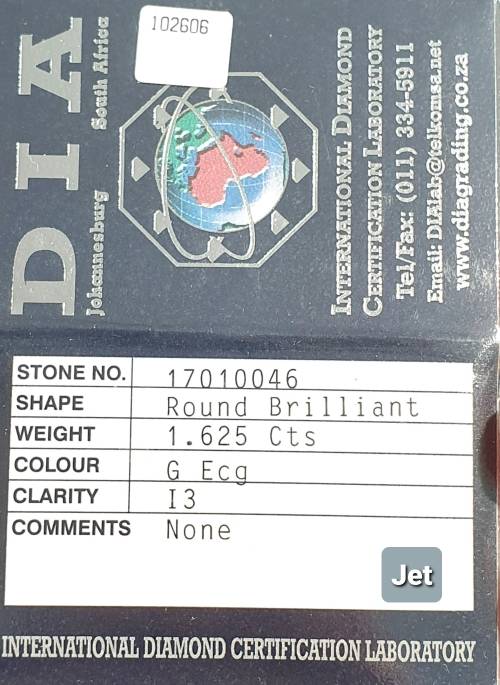 102606
DIA
Johannesburg South Africa
INTERNATIONAL DIAMOND
CERTIFICATION LABORATORY
Tel/Fax: (011) 334-5911
Email: DIAlab@telkomsa.net
www.diagrading.co.za
STONE NO. 17010046
SHAPE Round Brilliant
WEIGHT 1.625 Cts
COLOUR G Ecg
CLARITY I3
COMMENTS None
Jet
INTERNATIONAL DIAMOND CERTIFICATION LABORATORY